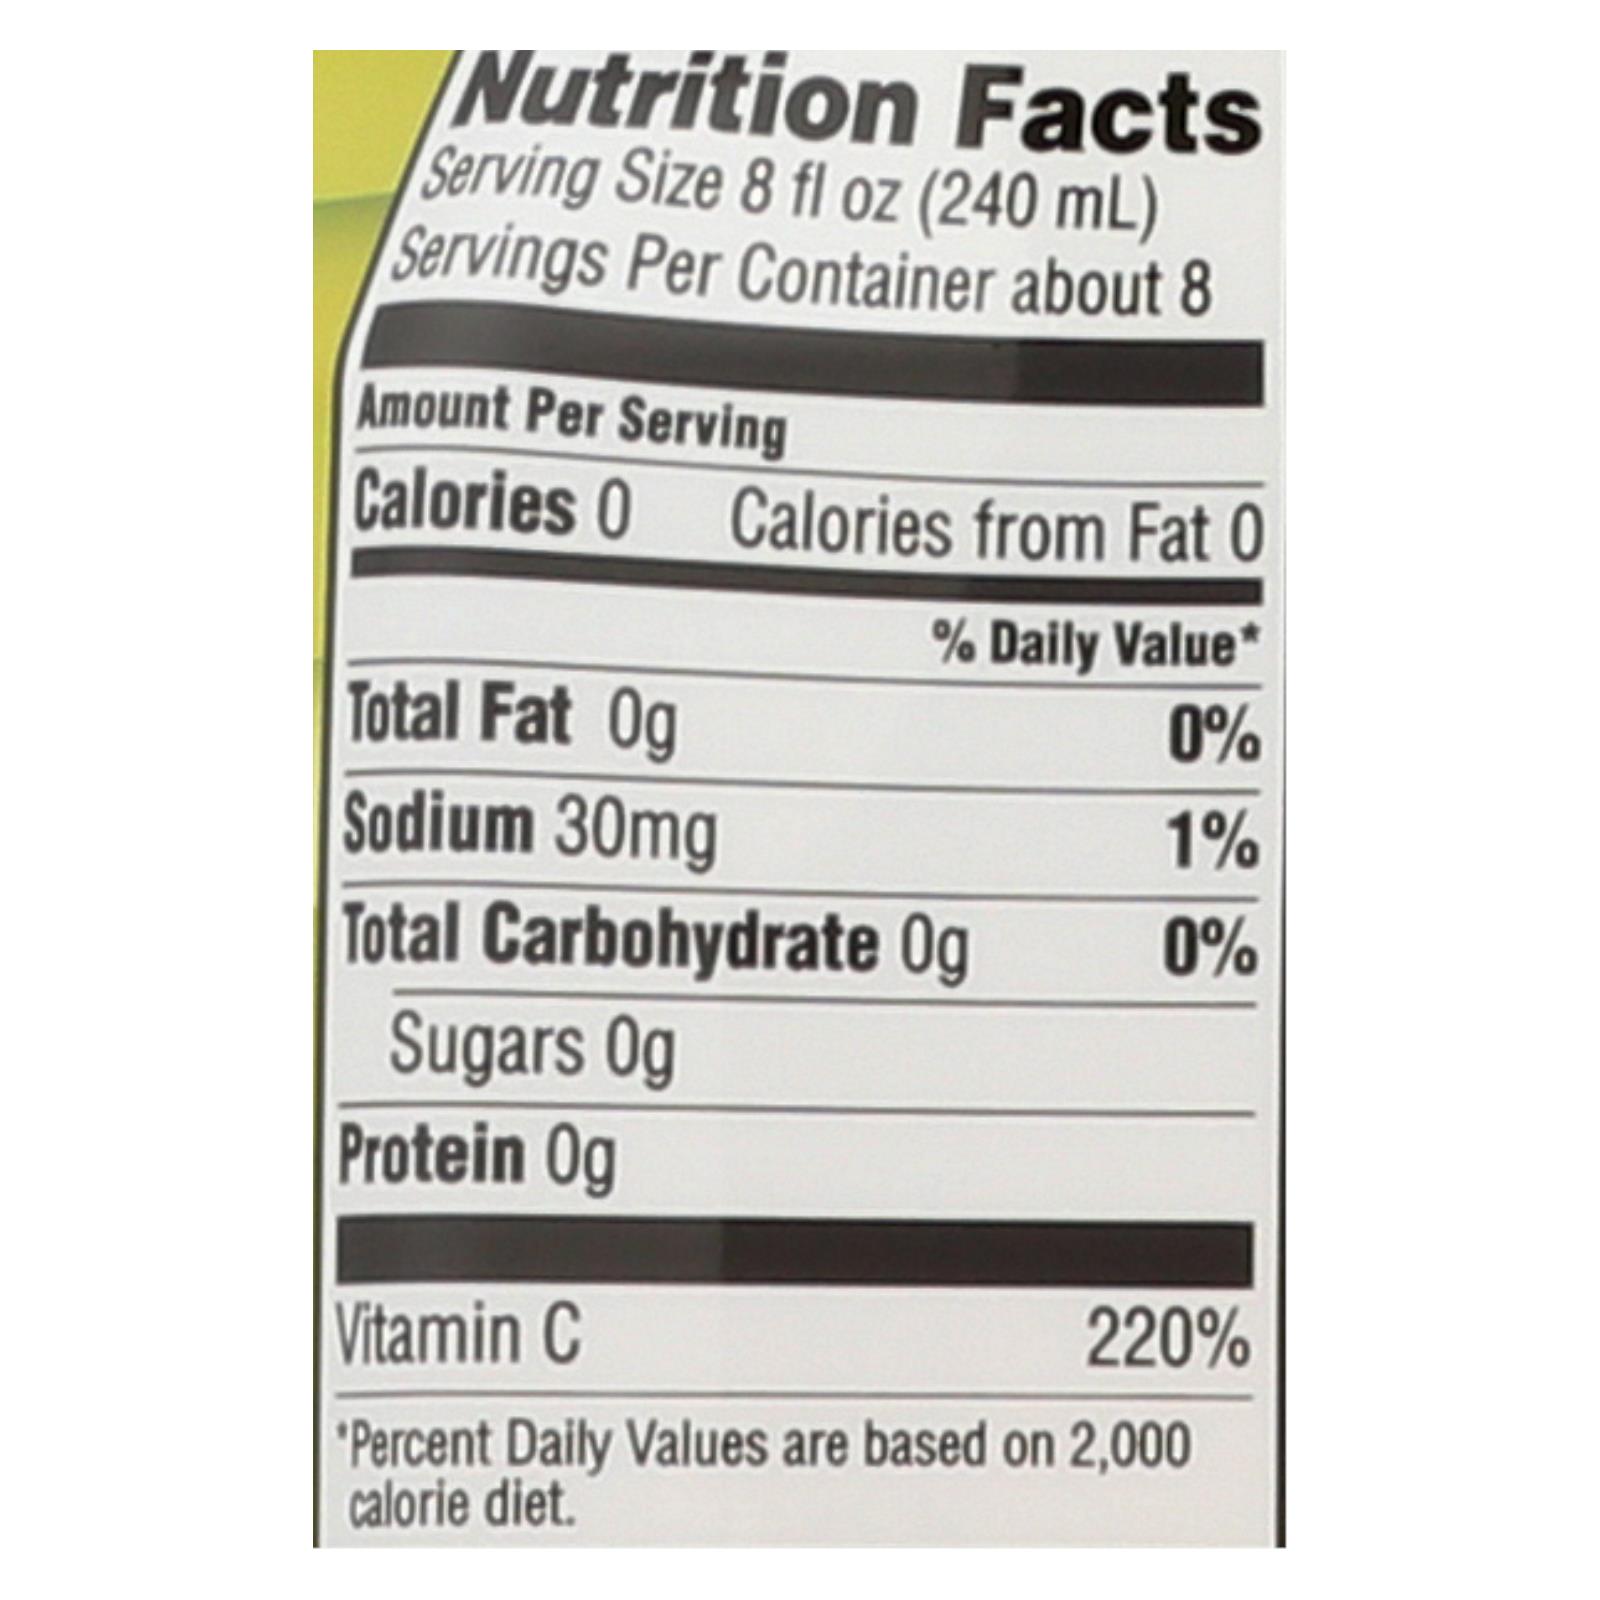 Nutrition Facts
Serving Size 8 fl oz (240 mL)
Servings Per Container about 8
Amount Per Serving
Calories 0 Calories from Fat 0
% Daily Value*
Total Fat 0g 0%
Sodium 30mg 1%
Total Carbohydrate 0g 0%
Sugars 0g
Protein 0g
Vitamin C 220%
*Percent Daily Values are based on 2,000
calorie diet.